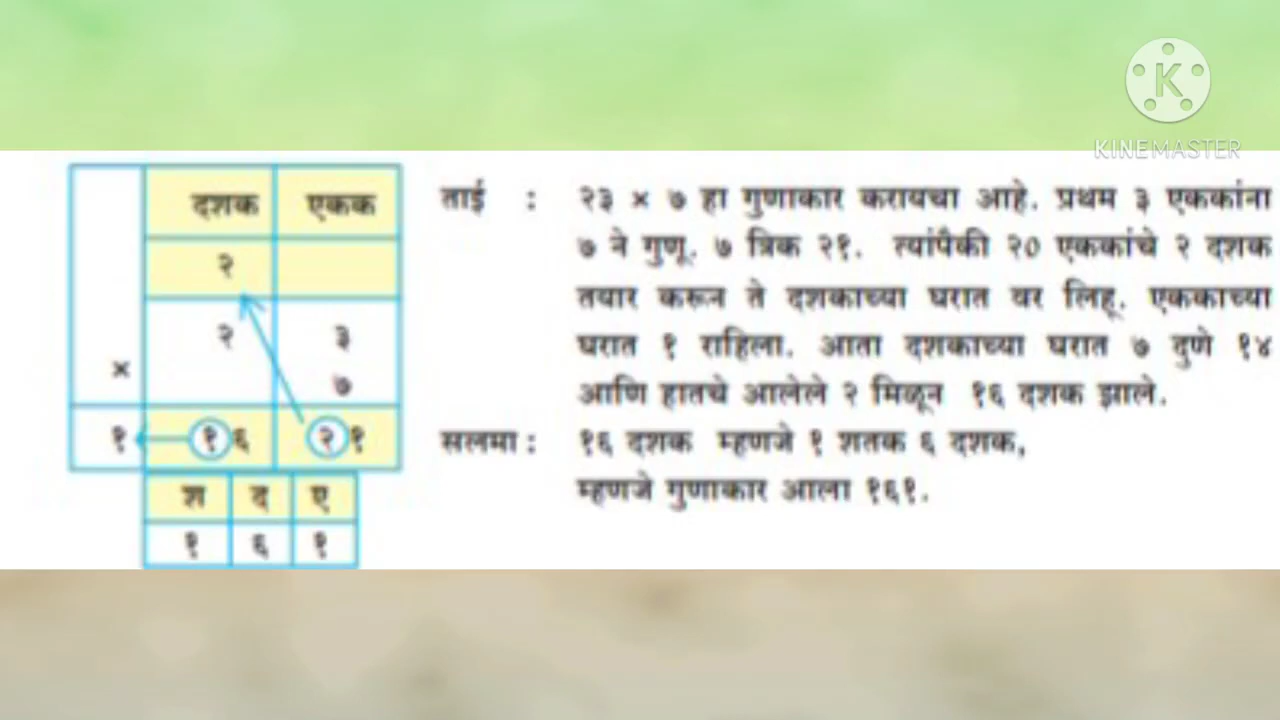 KINEMASTER
दशक एकक
२
२ ३
× ७
१ १६ २१
श द ए
१ ६ १
ताई : २३ × ७ हा गुणाकार करायचा आहे. प्रथम ३ एककांना
७ ने गुणू. ७ त्रिक २१. त्यांपैकी २० एककांचे २ दशक
तयार करून ते दशकाच्या घरात वर लिहू. एककाच्या
घरात १ राहिला. आता दशकाच्या घरात ७ दुणे १४
आणि हातचे आलेले २ मिळून १६ दशक झाले.
सलमा : १६ दशक म्हणजे १ शतक ६ दशक,
म्हणजे गुणाकार आला १६१.